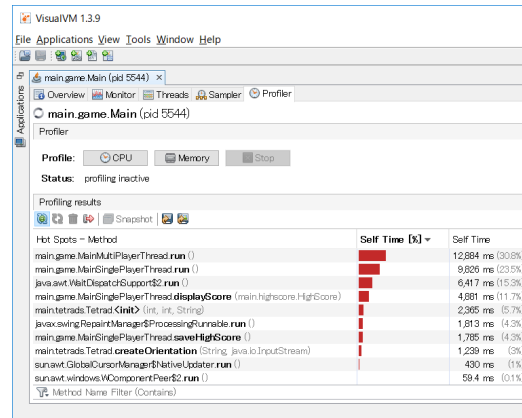 VisualVM 1.3.9
File Applications View Tools Window Help
Applications
main.game.Main (pid 5544)
Overview Monitor Threads Sampler Profiler
main.game.Main (pid 5544)
Profiler
Profile: CPU Memory Stop
Status: profiling inactive
Profiling results
Snapshot
Hot Spots - Method Self Time [%] Self Time
main.game.MainMultiPlayerThread.run () 12,884 ms (30.8%
main.game.MainSinglePlayerThread.run () 9,826 ms (23.5%
java.awt.WaitDispatchSupport$2.run () 6,417 ms (15.3%
main.game.MainSinglePlayerThread.displayScore (main.highscore.HighScore) 4,881 ms (11.7%
main.tetrads.Tetrad.<init> (int, int, String) 2,365 ms (5.7%
javax.swing.RepaintManager$ProcessingRunnable.run () 1,813 ms (4.3%
main.game.MainSinglePlayerThread.saveHighScore () 1,785 ms (4.3%
main.tetrads.Tetrad.createOrientation (String, java.io.InputStream) 1,239 ms (3%
sun.awt.GlobalCursorManager$NativeUpdater.run () 430 ms (1%
sun.awt.windows.WComponentPeer$2.run () 59.4 ms (0.1%
Method Name Filter (Contains)